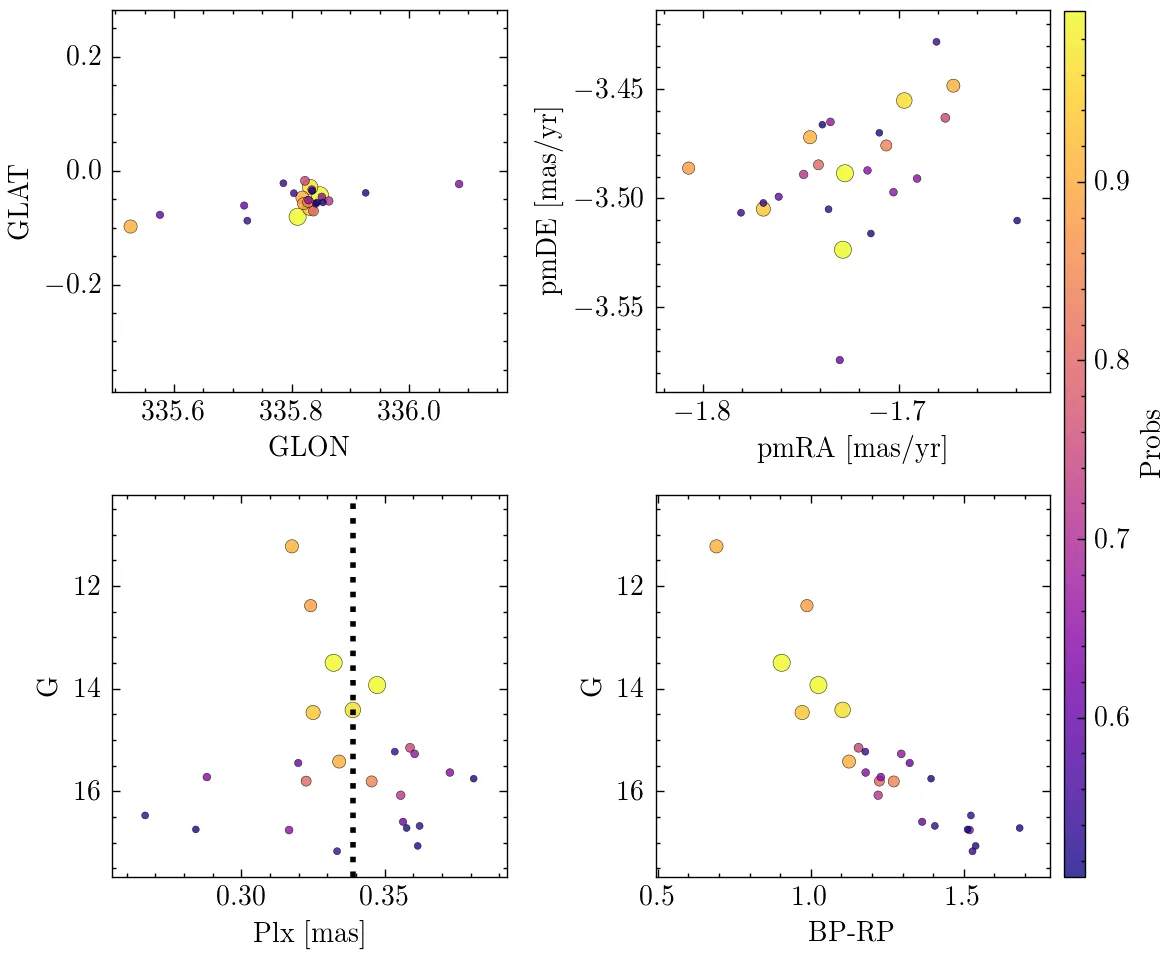 0.2
0.0
−0.2
GLAT
335.6 335.8 336.0
GLON
−3.45
−3.50
−3.55
pmDE [mas/yr]
−1.8 −1.7
pmRA [mas/yr]
12
14
16
G
0.30 0.35
Plx [mas]
12
14
16
G
0.5 1.0 1.5
BP-RP
0.9
0.8
0.7
0.6
Probs